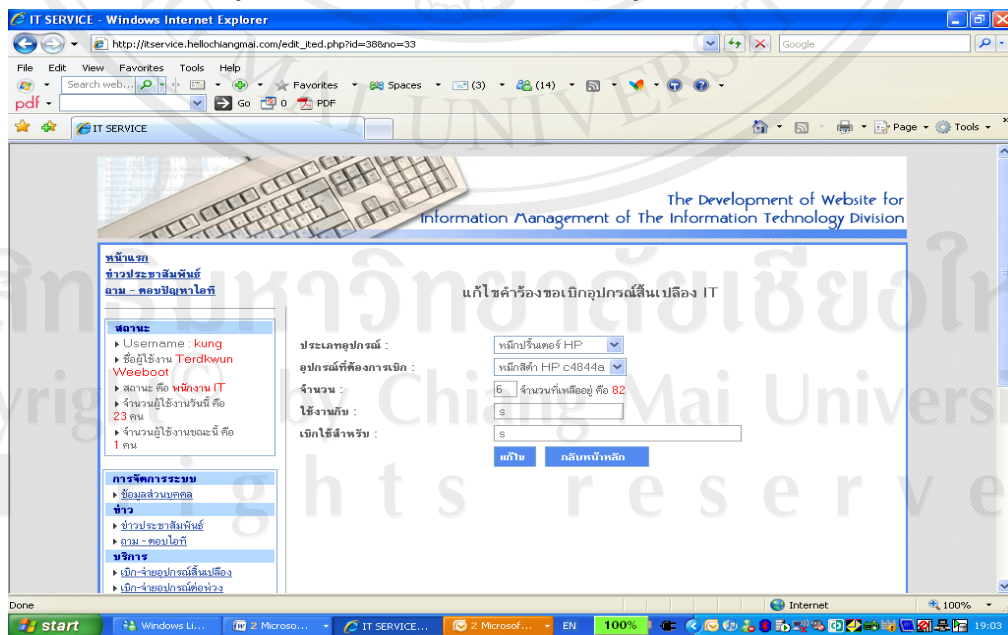 IT SERVICE - Windows Internet Explorer
http://itservice.hellochiangmai.com/edit_ited.php?id=38&no=33
Google
File Edit View Favorites Tools Help
Search web... Favorites Spaces (3) (14)
pdf Go 0 PDF
IT SERVICE Page Tools
The Development of Website for
Information Management of The Information Technology Division
หน้าแรก
ข่าวประชาสัมพันธ์
ถาม - ตอบปัญหาไอที
สถานะ
Username : kung
ชื่อผู้ใช้งาน Terdkwun
Weeboot
สถานะ คือ พนักงาน IT
จำนวนผู้ใช้งานวันนี้ คือ
23 คน
จำนวนผู้ใช้งานขณะนี้ คือ
1 คน
การจัดการระบบ
ข้อมูลส่วนบุคคล
ข่าว
ข่าวประชาสัมพันธ์
ถาม - ตอบไอที
บริการ
เบิก-จ่ายอุปกรณ์สิ้นเปลือง
เบิก-จ่ายอุปกรณ์ต่อพ่วง
แก้ไขคำร้องขอเบิกอุปกรณ์สิ้นเปลือง IT
ประเภทอุปกรณ์ : หมึกปริ้นเตอร์ HP
อุปกรณ์ที่ต้องการเบิก : หมึกสีดำ HP c4844a
จำนวน : 6 จำนวนที่เหลืออยู่ คือ 82
ใช้งานกับ : s
เบิกใช้สำหรับ : s
แก้ไข กลับหน้าหลัก
Done Internet 100%
start Windows Li... 2 Microso... IT SERVICE... 2 Microsof... EN 100% 19:03